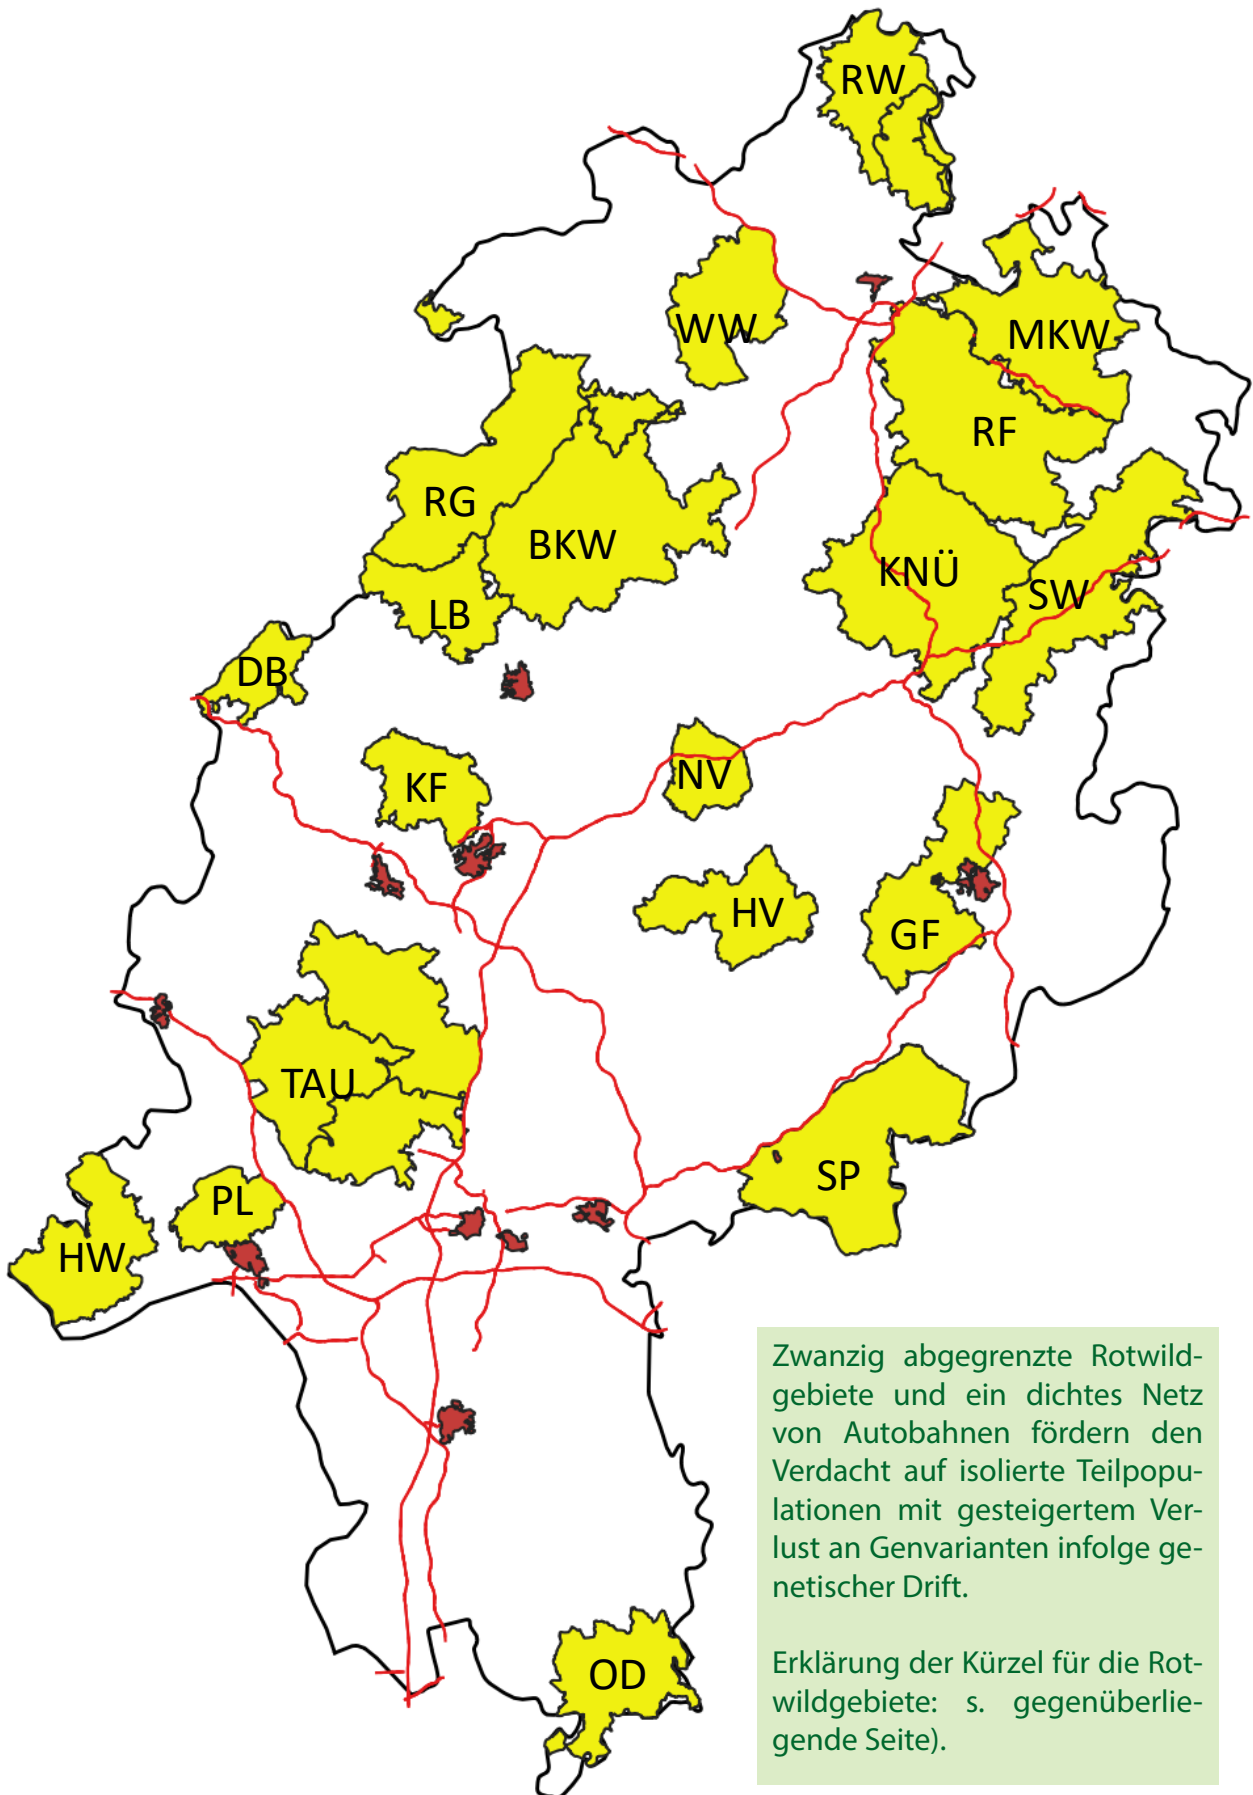 RW
WW
MKW
RF
RG
BKW
KNÜ
SW
LB
DB
KF
NV
HV
GF
TAU
SP
PL
HW
OD
Zwanzig abgegrenzte Rotwild-
gebiete und ein dichtes Netz
von Autobahnen fördern den
Verdacht auf isolierte Teilpopu-
lationen mit gesteigertem Ver-
lust an Genvarianten infolge ge-
netischer Drift.
Erklärung der Kürzel für die Rot-
wildgebiete: s. gegenüberlie-
gende Seite).